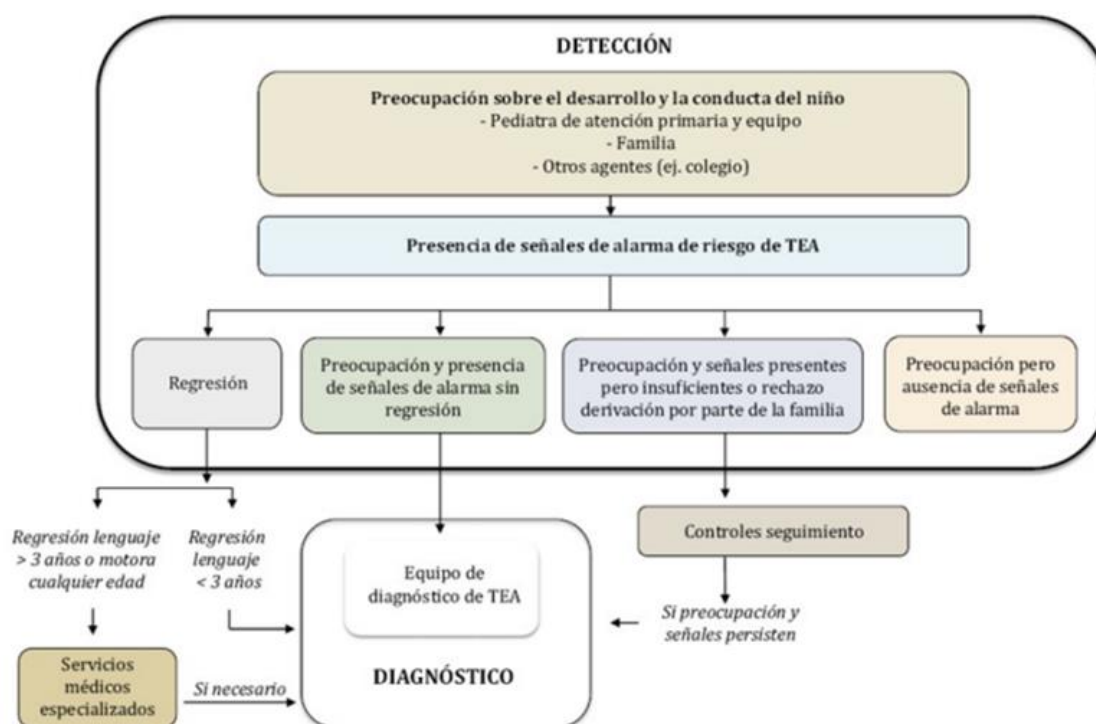 DETECCIÓN
Preocupación sobre el desarrollo y la conducta del niño
- Pediatra de atención primaria y equipo
- Familia
- Otros agentes (ej. colegio)
Presencia de señales de alarma de riesgo de TEA
Regresión
Preocupación y presencia
de señales de alarma sin
regresión
Preocupación y señales presentes
pero insuficientes o rechazo
derivación por parte de la familia
Preocupación pero
ausencia de señales
de alarma
Regresión lenguaje
> 3 años o motora
cualquier edad
Regresión
lenguaje
< 3 años
Controles seguimiento
Equipo de
diagnóstico de TEA
Si preocupación y
señales persisten
DIAGNÓSTICO
Servicios
médicos
especializados
Si necesario